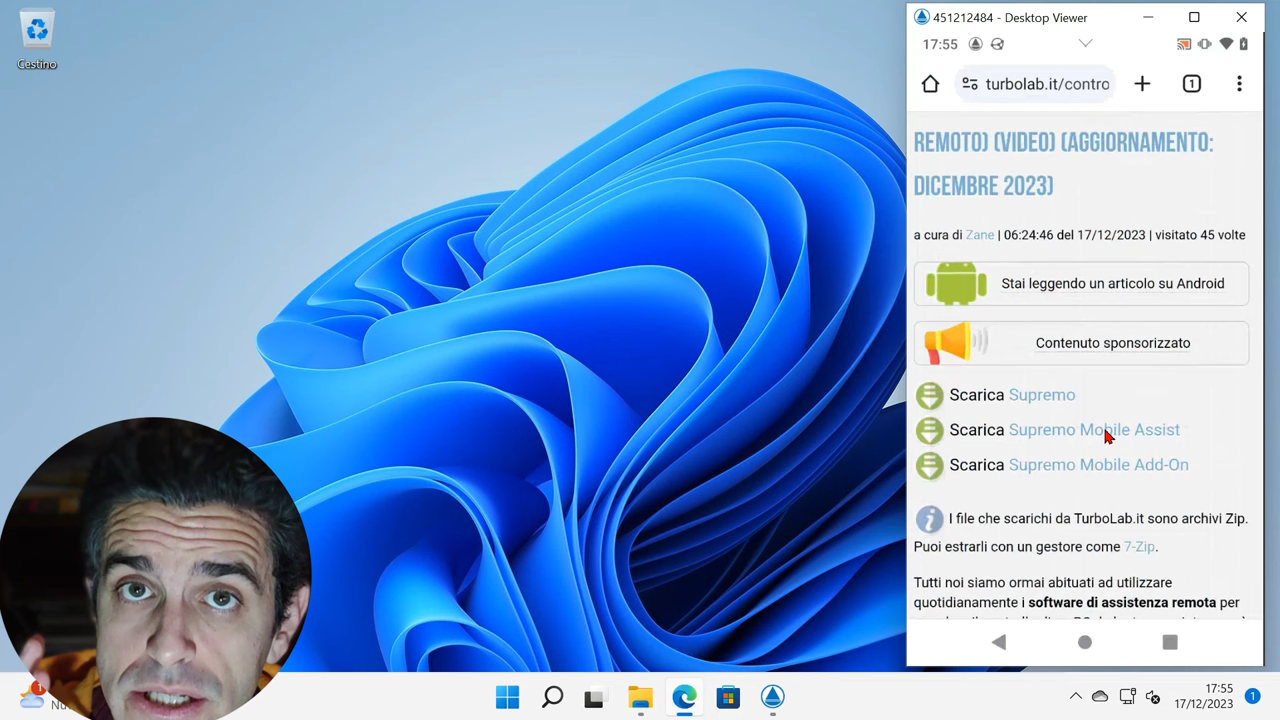 Cestino
451212484 - Desktop Viewer
17:55
turbolab.it/contro
1
REMOTO) (VIDEO) (AGGIORNAMENTO:
DICEMBRE 2023)
a cura di Zane | 06:24:46 del 17/12/2023 | visitato 45 volte
Stai leggendo un articolo su Android
Contenuto sponsorizzato
Scarica Supremo
Scarica Supremo Mobile Assist
Scarica Supremo Mobile Add-On
I file che scarichi da TurboLab.it sono archivi Zip.
Puoi estrarli con un gestore come 7-Zip.
Tutti noi siamo ormai abituati ad utilizzare
quotidianamente i software di assistenza remota per
1
17:55
17/12/2023
1